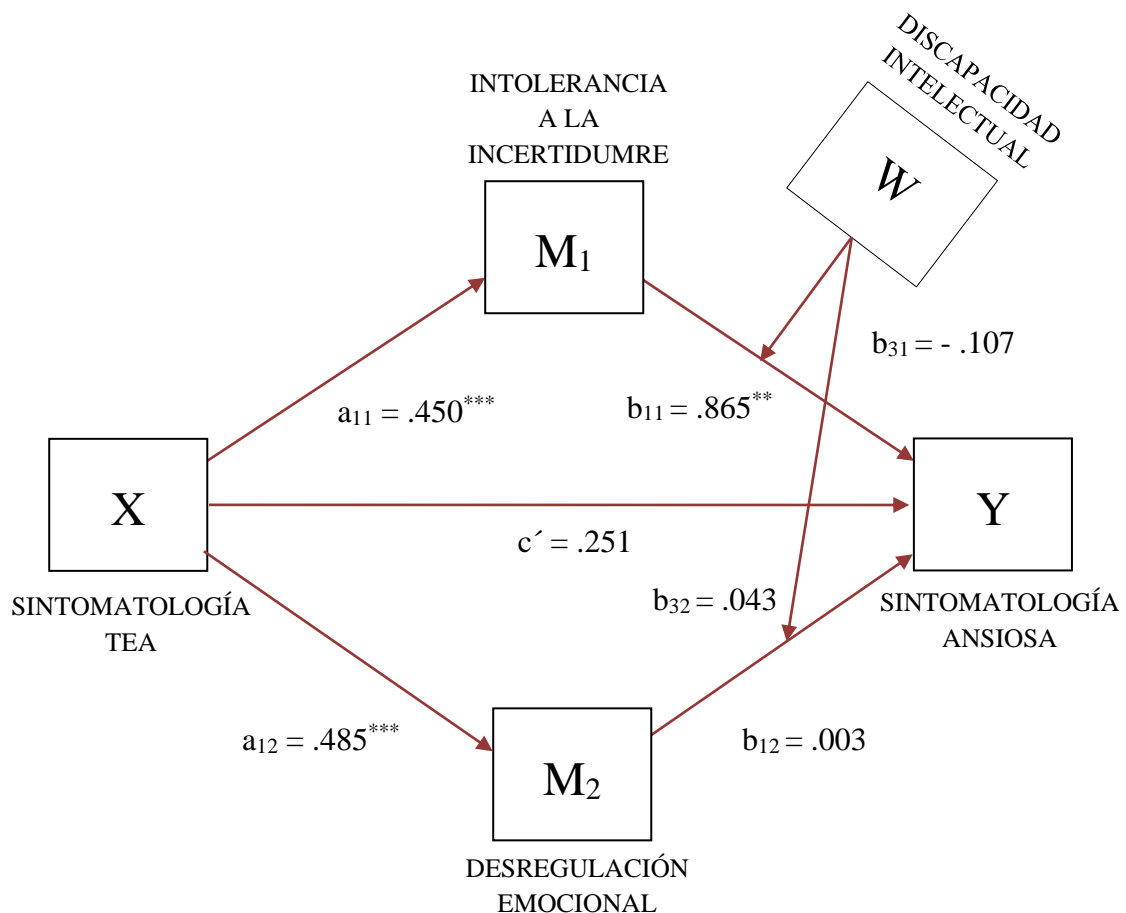 DISCAPACIDAD
INTELECTUAL
W
INTOLERANCIA
A LA
INCERTIDUMRE
M₁
b₃₁ = - .107
a₁₁ = .450***
b₁₁ = .865**
X
Y
c´ = .251
SINTOMATOLOGÍA
TEA
b₃₂ = .043
SINTOMATOLOGÍA
ANSIOSA
a₁₂ = .485***
b₁₂ = .003
M₂
DESREGULACIÓN
EMOCIONAL